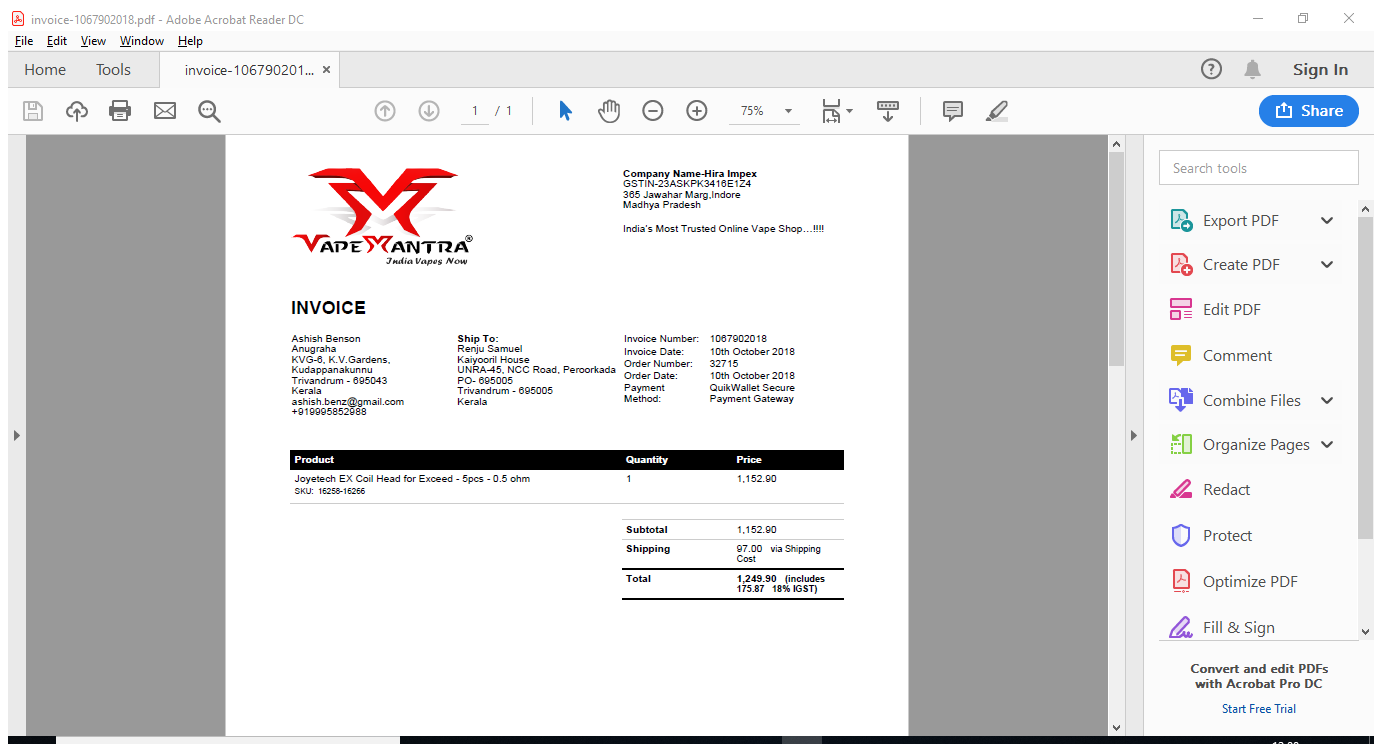 invoice-1067902018.pdf - Adobe Acrobat Reader DC
File Edit View Window Help
Home Tools invoice-106790201... × Sign In
1 / 1 75% Share
VAPE MANTRA®
India Vapes Now
Company Name-Hira Impex
GSTIN-23ASKPK3416E1Z4
365 Jawahar Marg,Indore
Madhya Pradesh
India's Most Trusted Online Vape Shop...!!!!
INVOICE
Ashish Benson
Anugraha
KVG-6, K.V.Gardens,
Kudappanakunnu
Trivandrum - 695043
Kerala
ashish.benz@gmail.com
+919995852988
Ship To:
Renju Samuel
Kaiyooril House
UNRA-45, NCC Road, Peroorkada
PO- 695005
Trivandrum - 695005
Kerala
Invoice Number: 1067902018
Invoice Date: 10th October 2018
Order Number: 32715
Order Date: 10th October 2018
Payment QuikWallet Secure
Method: Payment Gateway
Product Quantity Price
Joyetech EX Coil Head for Exceed - 5pcs - 0.5 ohm 1 1,152.90
SKU: 16258-16266
Subtotal 1,152.90
Shipping 97.00 via Shipping
Cost
Total 1,249.90 (includes
175.87 18% IGST)
Search tools
Export PDF
Create PDF
Edit PDF
Comment
Combine Files
Organize Pages
Redact
Protect
Optimize PDF
Fill & Sign
Convert and edit PDFs
with Acrobat Pro DC
Start Free Trial